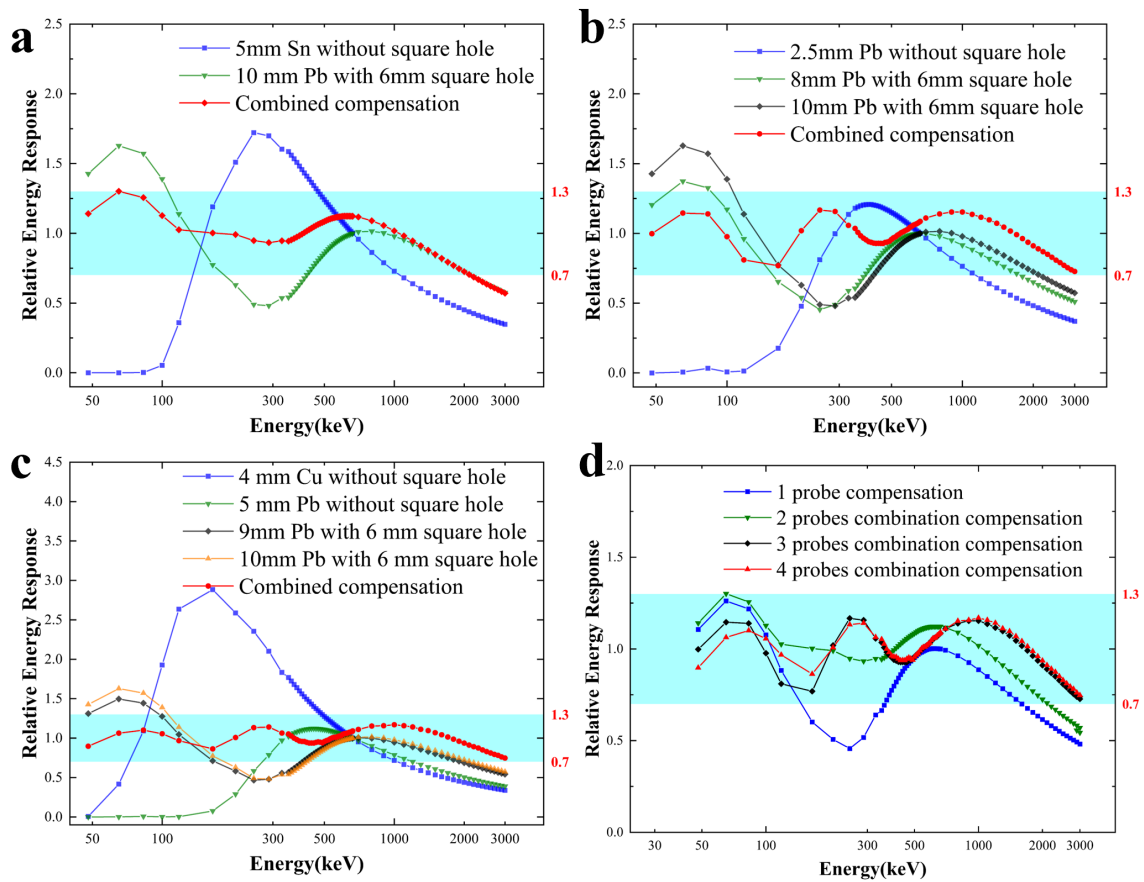 a
2.5
2.0
1.5
1.0
0.5
0.0
Relative Energy Response
5mm Sn without square hole
10 mm Pb with 6mm square hole
Combined compensation
1.3
0.7
50 100 300 500 1000 2000 3000
Energy(keV)
b
2.5
2.0
1.5
1.0
0.5
0.0
Relative Energy Response
2.5mm Pb without square hole
8mm Pb with 6mm square hole
10mm Pb with 6mm square hole
Combined compensation
1.3
0.7
50 100 300 500 1000 2000 3000
Energy(keV)
c
4.5
4.0
3.5
3.0
2.5
2.0
1.5
1.0
0.5
0.0
Relative Energy Response
4 mm Cu without square hole
5 mm Pb without square hole
9mm Pb with 6 mm square hole
10mm Pb with 6 mm square hole
Combined compensation
1.3
0.7
50 100 300 500 1000 2000 3000
Energy(keV)
d
2.0
1.5
1.0
0.5
0.0
Relative Energy Response
1 probe compensation
2 probes combination compensation
3 probes combination compensation
4 probes combination compensation
1.3
0.7
30 50 100 300 500 1000 2000 3000
Energy(keV)